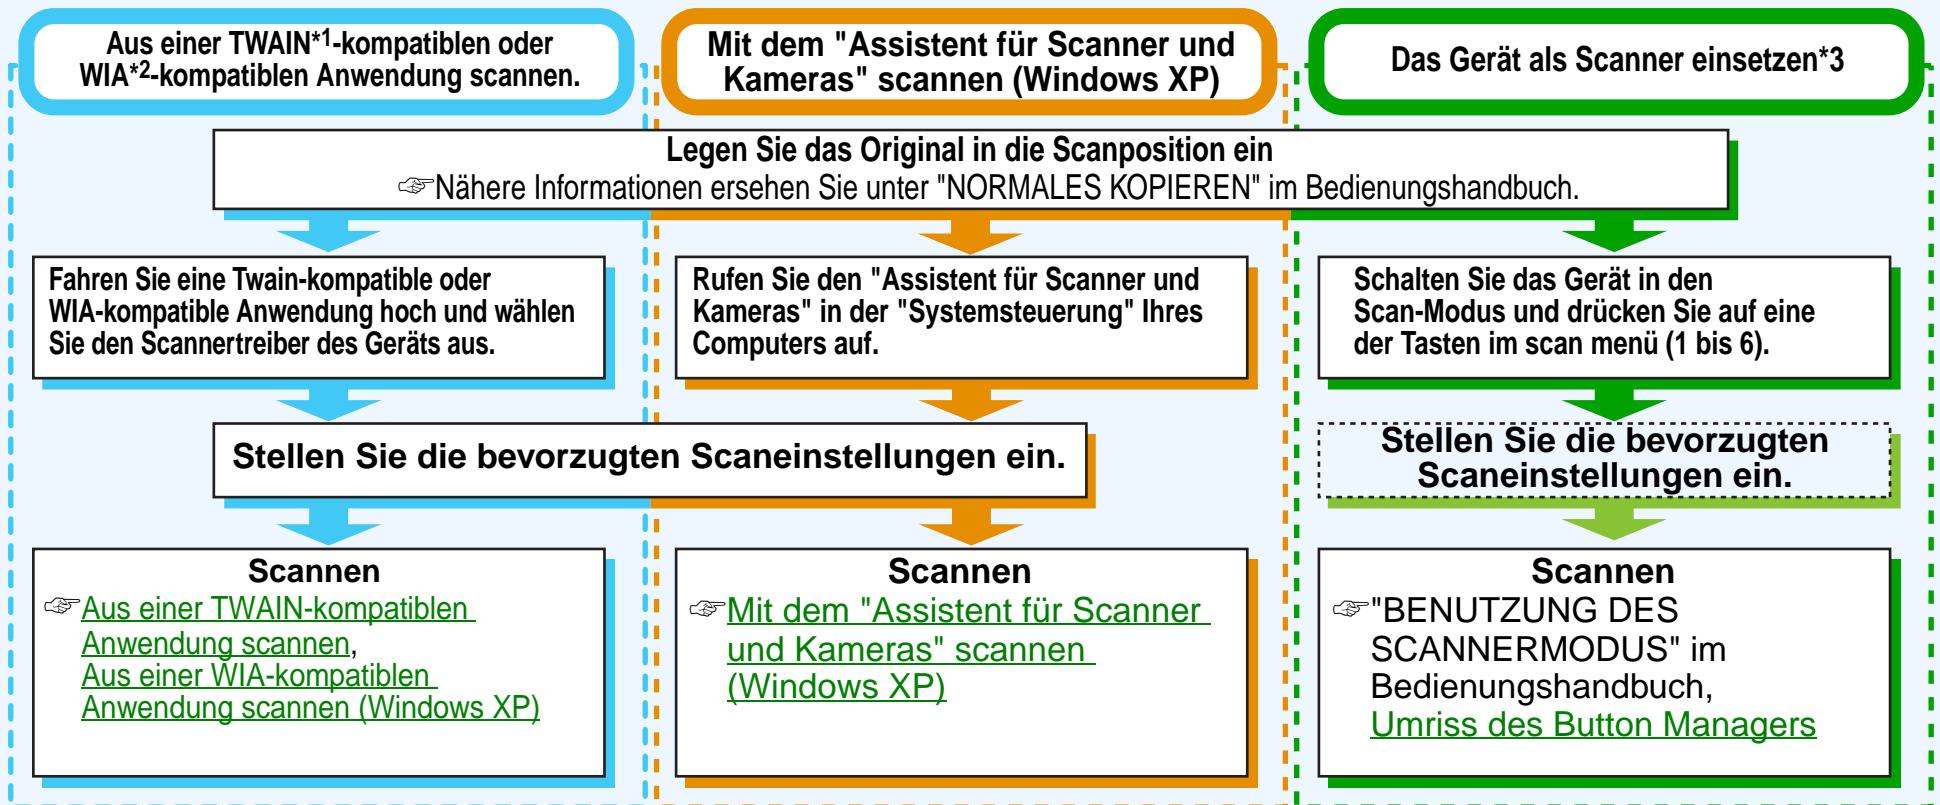 Aus einer TWAIN*1-kompatiblen oder
WIA*2-kompatiblen Anwendung scannen.
Mit dem "Assistent für Scanner und
Kameras" scannen (Windows XP)
Das Gerät als Scanner einsetzen*3
Legen Sie das Original in die Scanposition ein
☞Nähere Informationen ersehen Sie unter "NORMALES KOPIEREN" im Bedienungshandbuch.
Fahren Sie eine Twain-kompatible oder
WIA-kompatible Anwendung hoch und wählen
Sie den Scannertreiber des Geräts aus.
Rufen Sie den "Assistent für Scanner und
Kameras" in der "Systemsteuerung" Ihres
Computers auf.
Schalten Sie das Gerät in den
Scan-Modus und drücken Sie auf eine
der Tasten im scan menü (1 bis 6).
Stellen Sie die bevorzugten Scaneinstellungen ein.
Stellen Sie die bevorzugten
Scaneinstellungen ein.
Scannen
☞Aus einer TWAIN-kompatiblen
Anwendung scannen,
Aus einer WIA-kompatiblen
Anwendung scannen (Windows XP)
Scannen
☞Mit dem "Assistent für Scanner
und Kameras" scannen
(Windows XP)
Scannen
☞"BENUTZUNG DES
SCANNERMODUS" im
Bedienungshandbuch,
Umriss des Button Managers